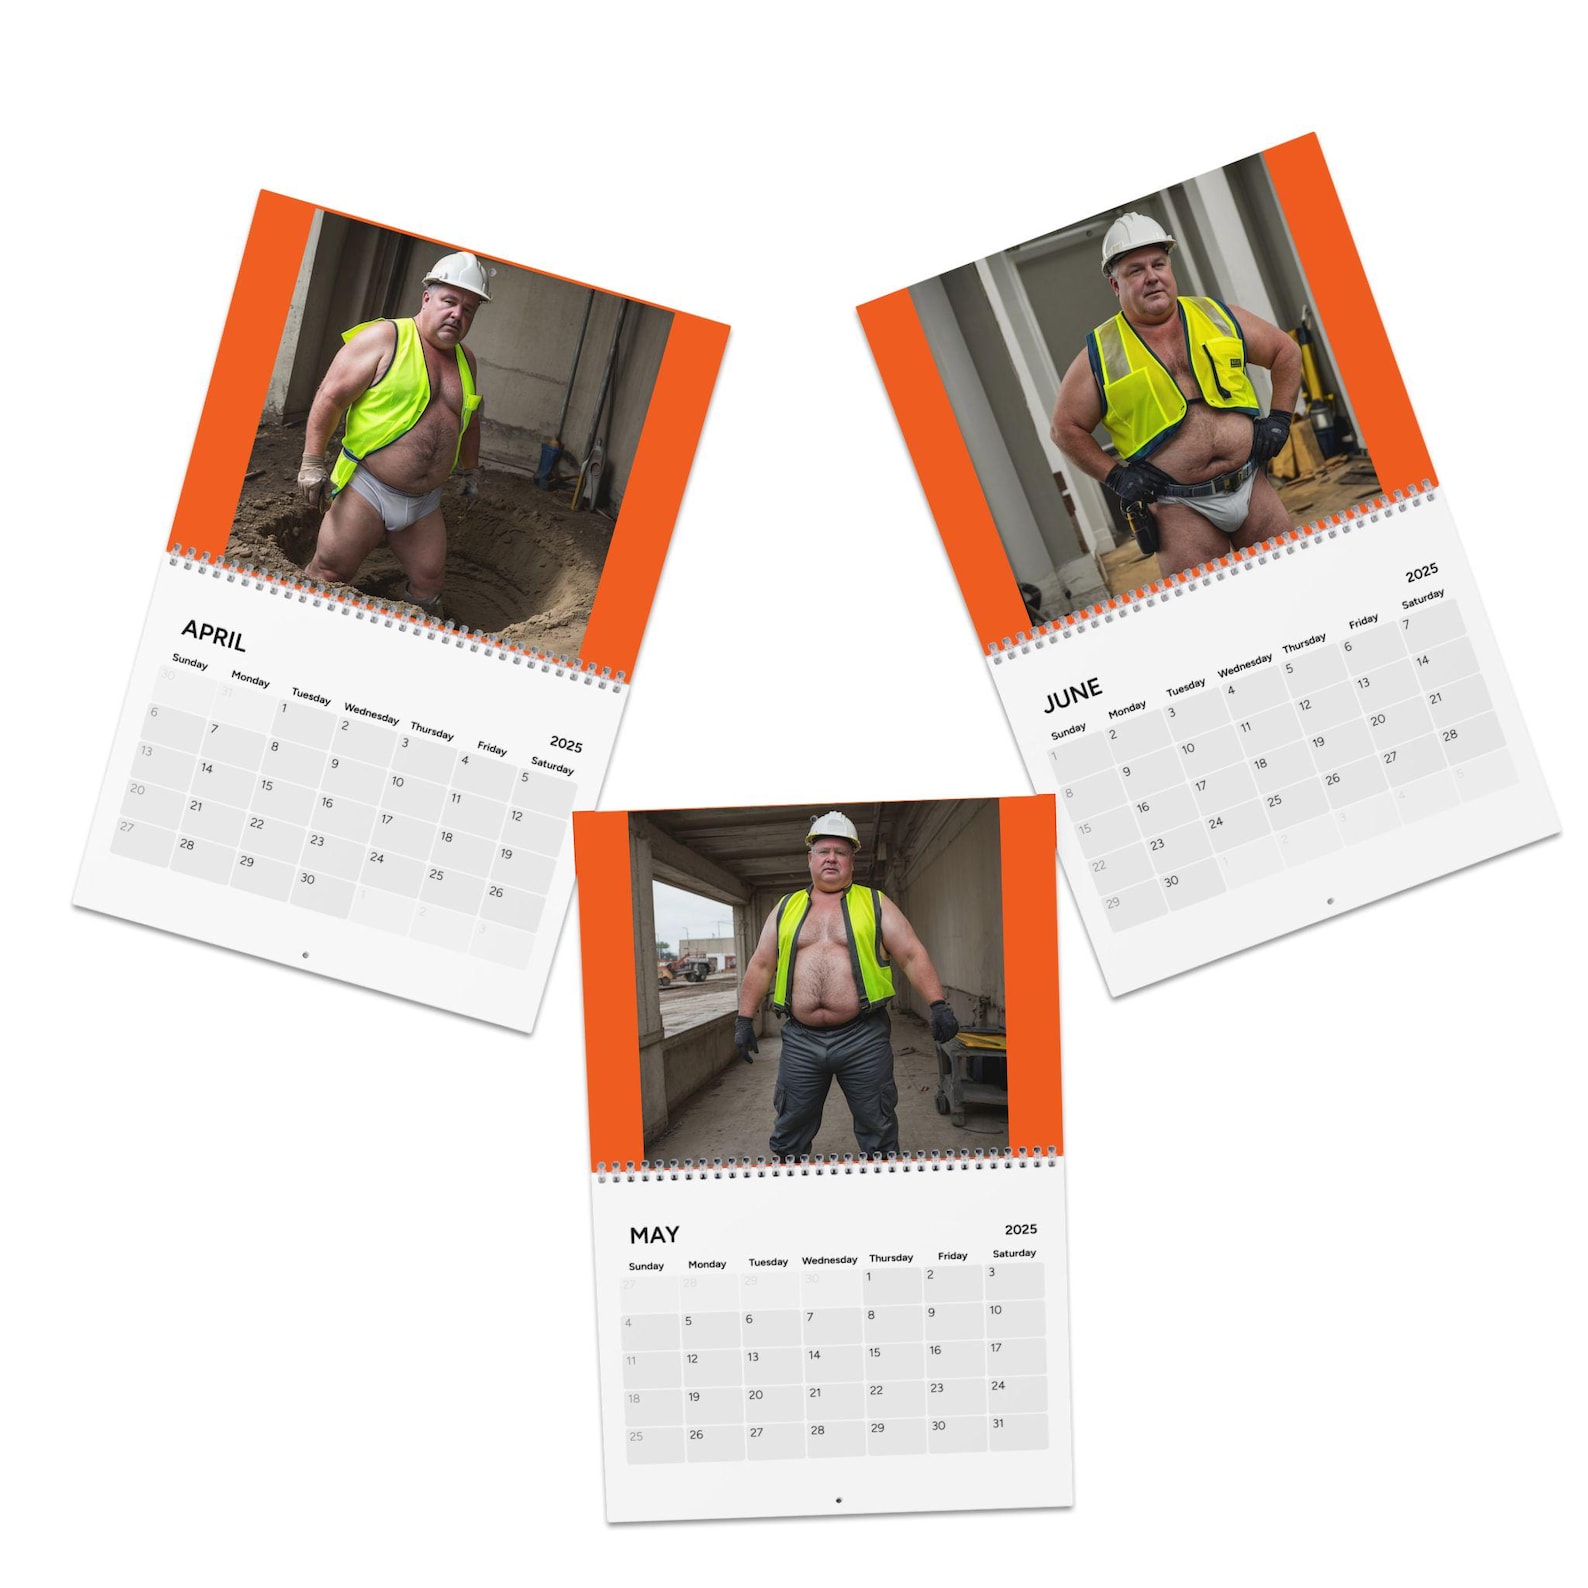 APRIL
2025
Sunday Monday Tuesday Wednesday Thursday Friday Saturday
30 31 1 2 3 4 5
6 7 8 9 10 11 12
13 14 15 16 17 18 19
20 21 22 23 24 25 26
27 28 29 30 1 2 3
JUNE
2025
Sunday Monday Tuesday Wednesday Thursday Friday Saturday
1 2 3 4 5 6 7
8 9 10 11 12 13 14
15 16 17 18 19 20 21
22 23 24 25 26 27 28
29 30 1 2 3 4 5
MAY
2025
Sunday Monday Tuesday Wednesday Thursday Friday Saturday
27 28 29 30 1 2 3
4 5 6 7 8 9 10
11 12 13 14 15 16 17
18 19 20 21 22 23 24
25 26 27 28 29 30 31